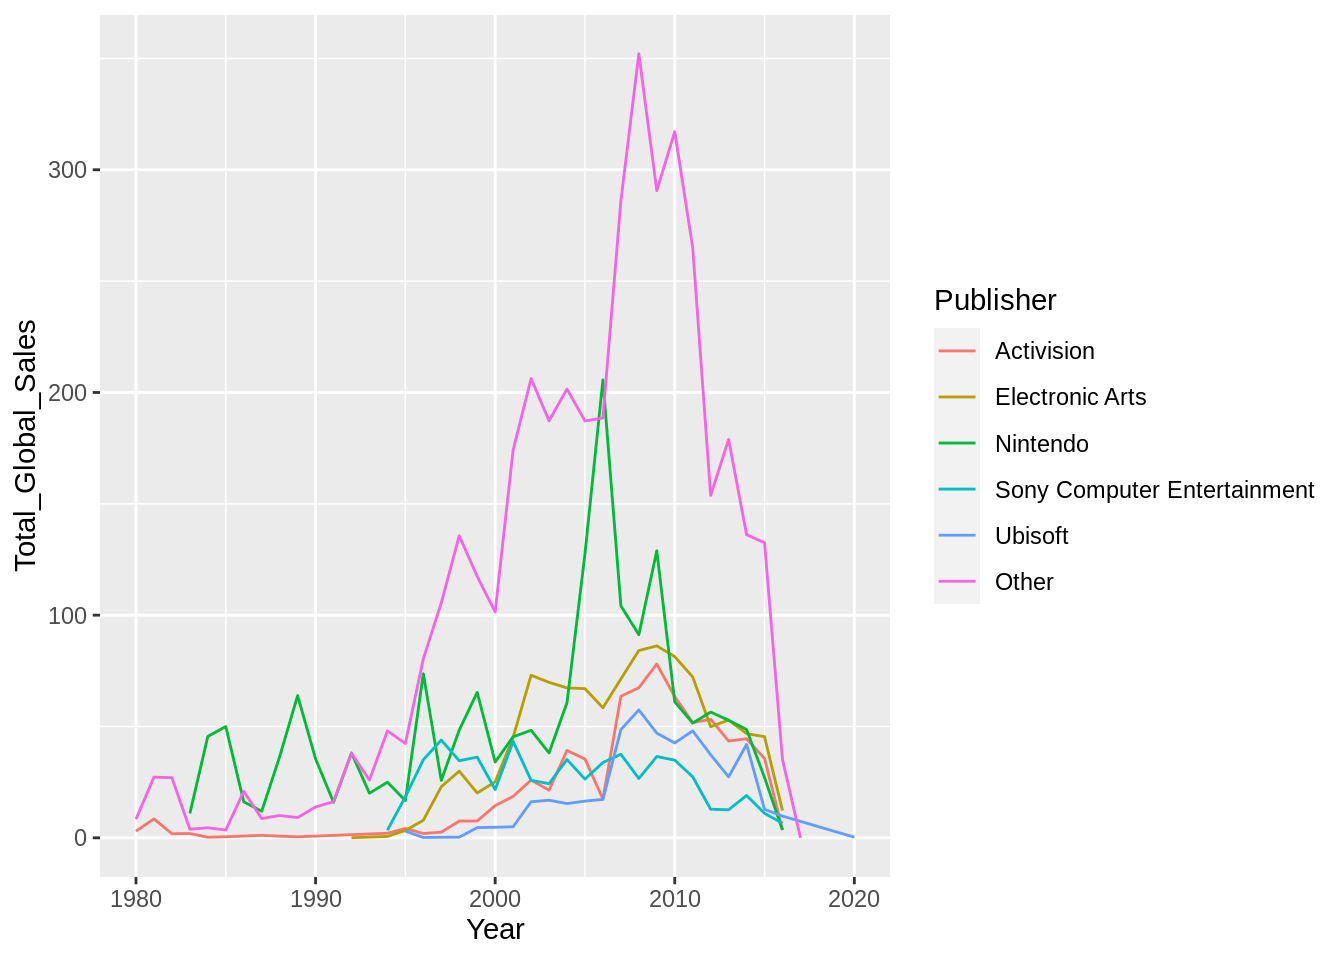 Total_Global_Sales
300
200
100
0
1980 1990 2000 2010 2020
Year
Publisher
Activision
Electronic Arts
Nintendo
Sony Computer Entertainment
Ubisoft
Other